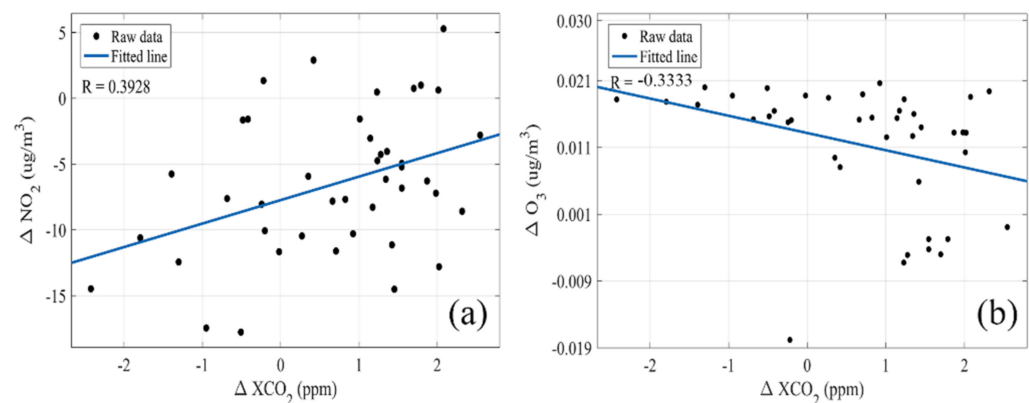 Raw data
Fitted line
R = 0.3928
5
0
-5
-10
-15
Δ NO₂ (ug/m³)
-2
-1
0
1
2
Δ XCO₂ (ppm)
(a)
Raw data
Fitted line
R = -0.3333
0.030
0.021
0.011
0.001
-0.009
-0.019
Δ O₃ (ug/m³)
-2
-1
0
1
2
Δ XCO₂ (ppm)
(b)